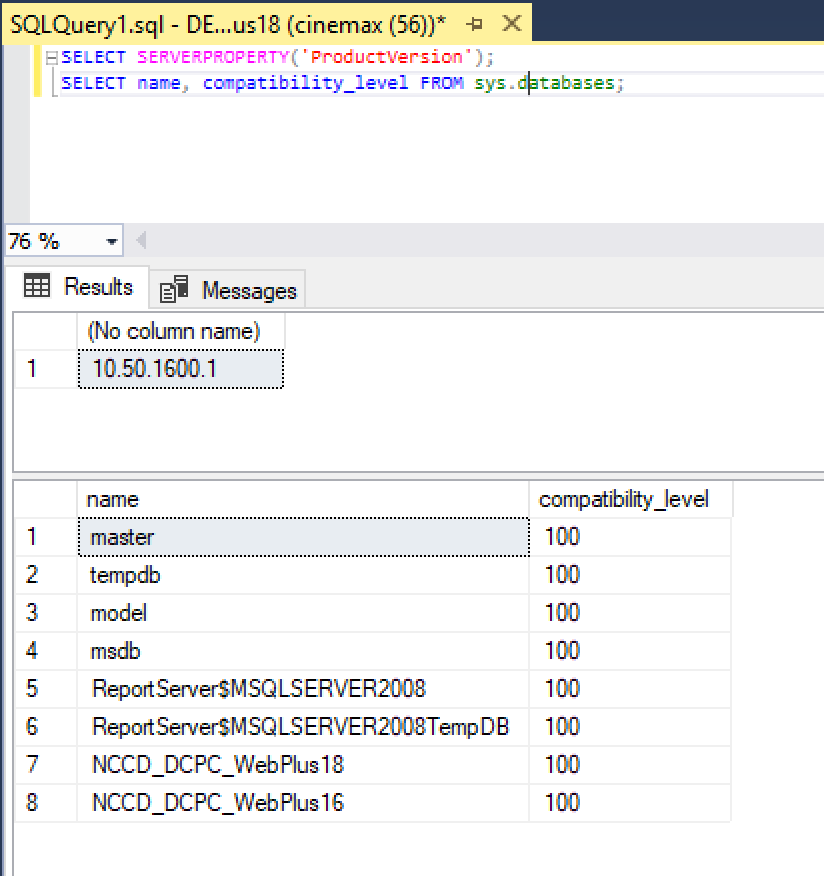 SQLQuery1.sql - DE...us18 (cinemax (56))*
SELECT SERVERPROPERTY('ProductVersion');
SELECT name, compatibility_level FROM sys.databases;
76 %
Results Messages
(No column name)
1 10.50.1600.1
name compatibility_level
1 master 100
2 tempdb 100
3 model 100
4 msdb 100
5 ReportServer$MSQLSERVER2008 100
6 ReportServer$MSQLSERVER2008TempDB 100
7 NCCD_DCPC_WebPlus18 100
8 NCCD_DCPC_WebPlus16 100